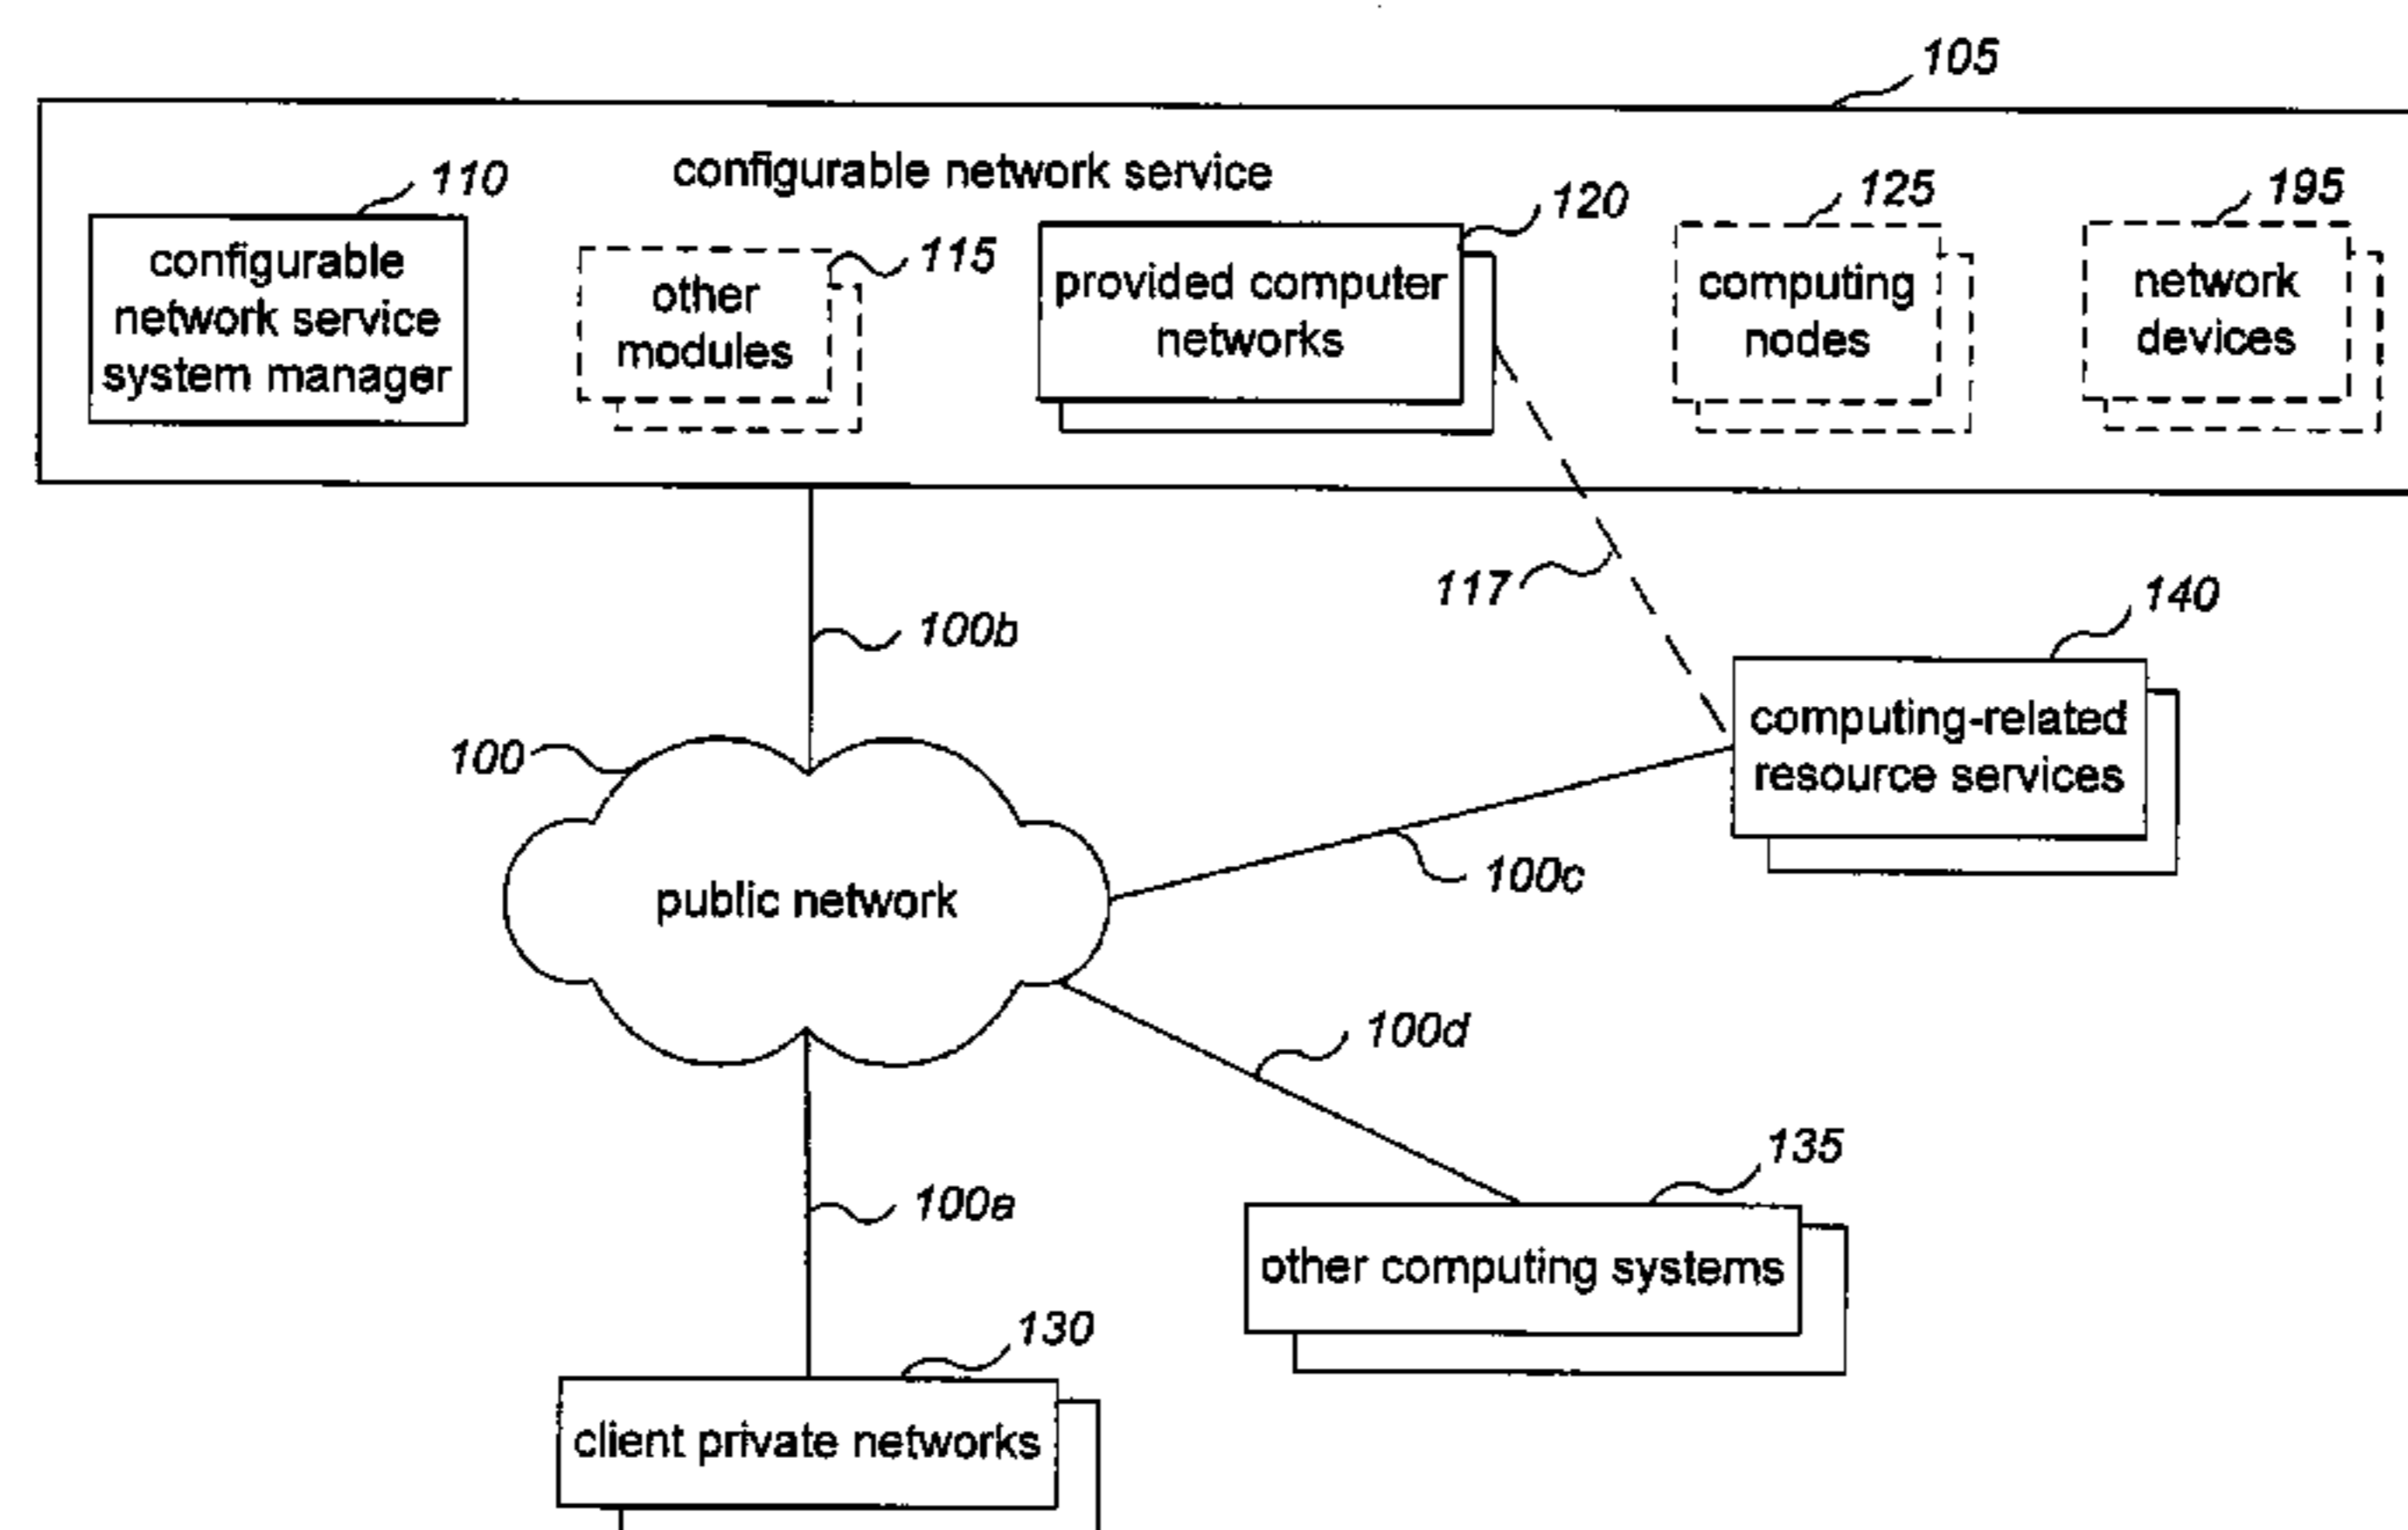 105
configurable network service
110
configurable
network service
system manager
115
other
modules
120
provided computer
networks
125
computing
nodes
195
network
devices
117
100b
140
computing-related
resource services
100
public network
100c
100d
135
other computing systems
100a
130
client private networks